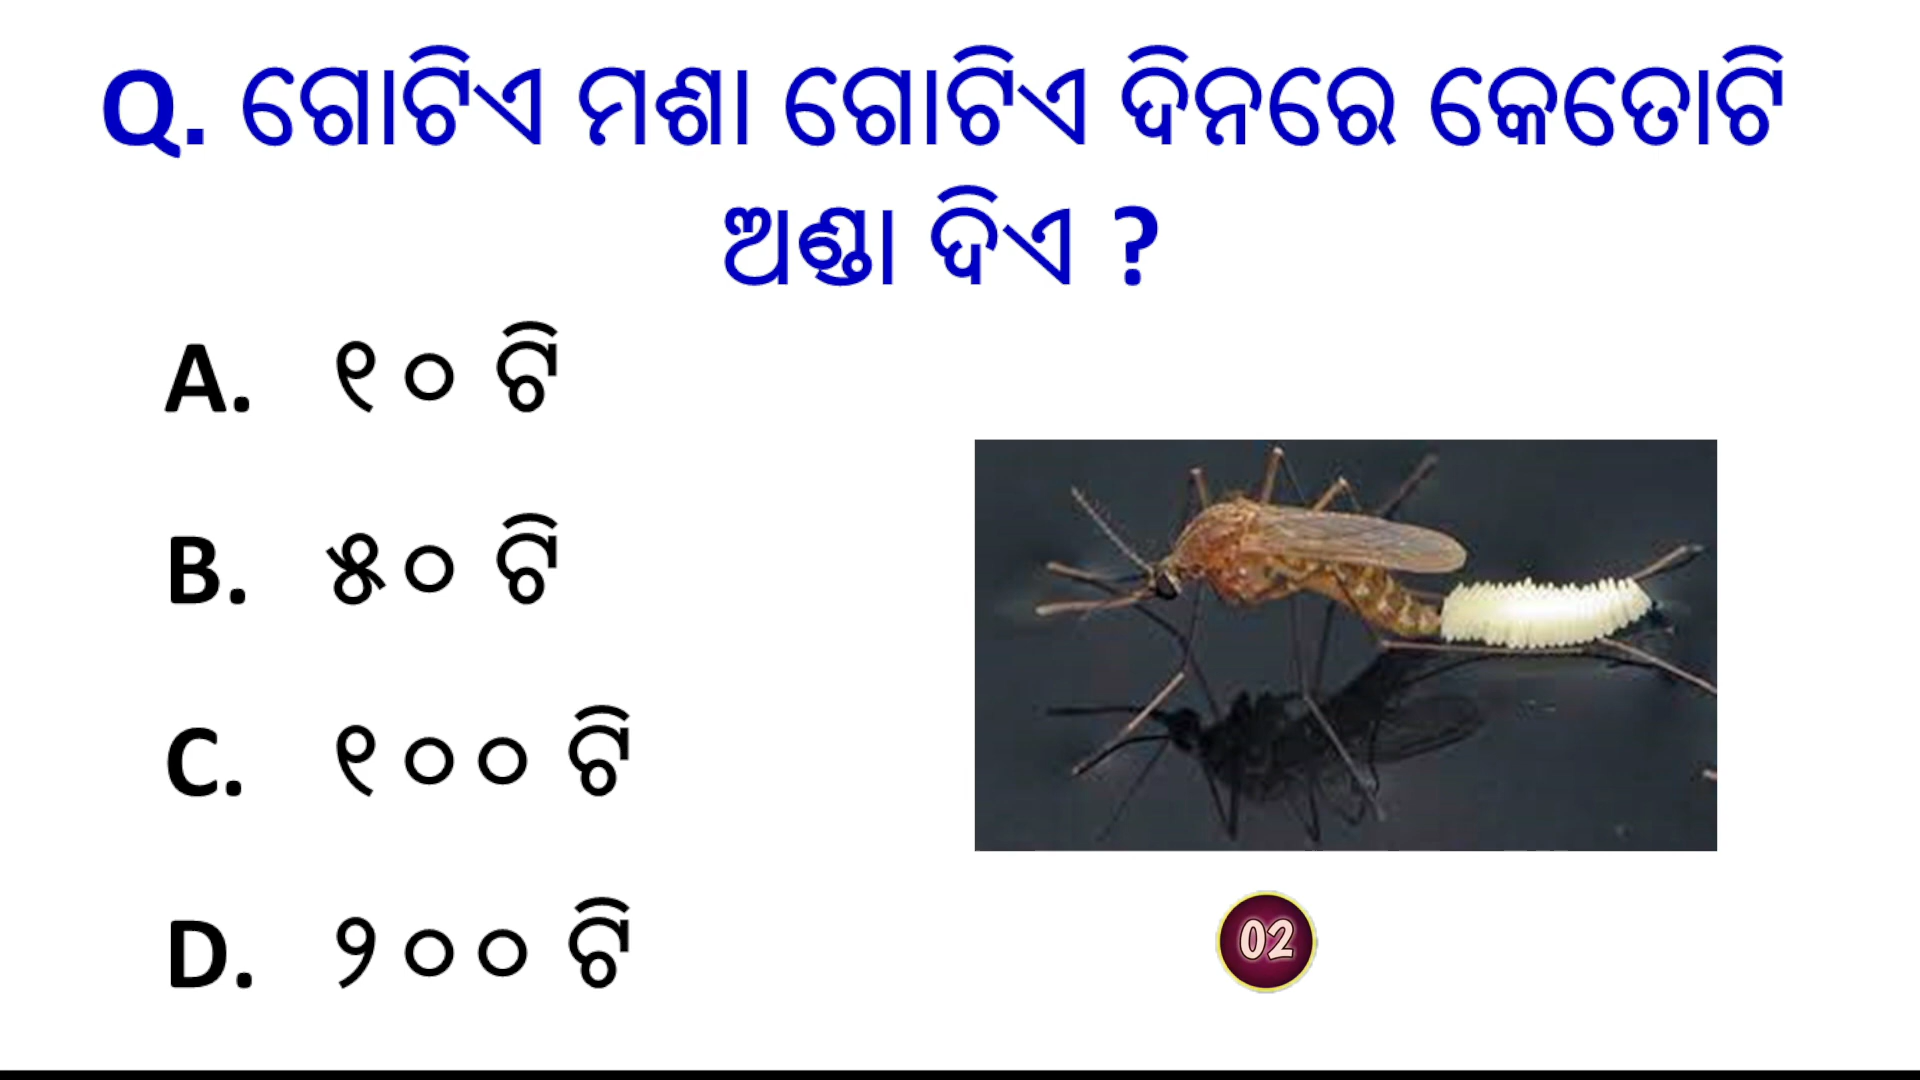 Q. ଗୋଟିଏ ମଶା ଗୋଟିଏ ଦିନରେ କେତୋଟି
ଅଣ୍ଡା ଦିଏ ?
A. ୧୦ ଟି
B. ୫୦ ଟି
C. ୧୦୦ ଟି
D. ୨୦୦ ଟି
02